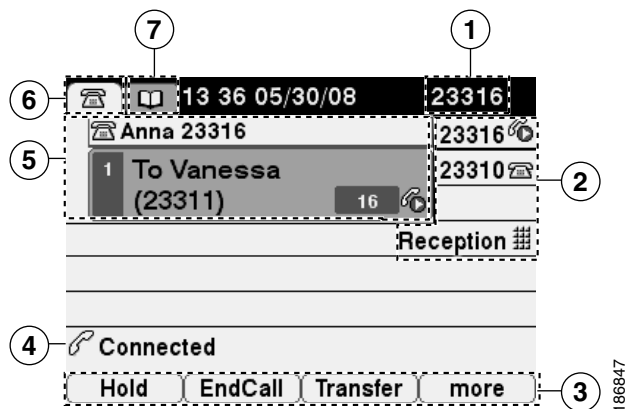 7 1
6 13 36 05/30/08 23316
Anna 23316 23316
5 1 To Vanessa 23310 2
(23311) 16
Reception
4 Connected
Hold EndCall Transfer more 3
186847